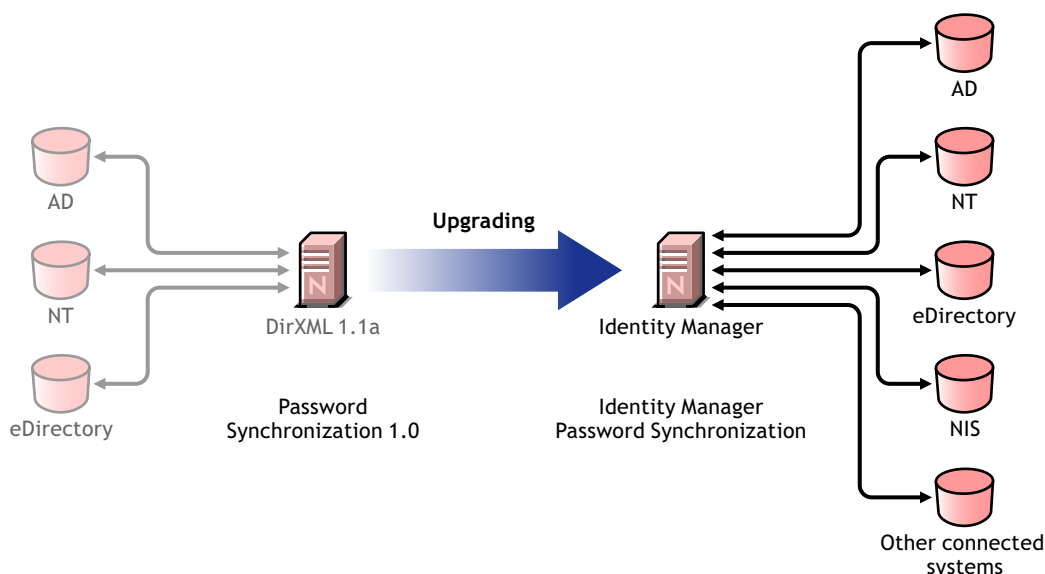 AD
NT
eDirectory
N
DirXML 1.1a
Password
Synchronization 1.0
Upgrading
N
Identity Manager
Identity Manager
Password Synchronization
AD
NT
eDirectory
NIS
Other connected
systems